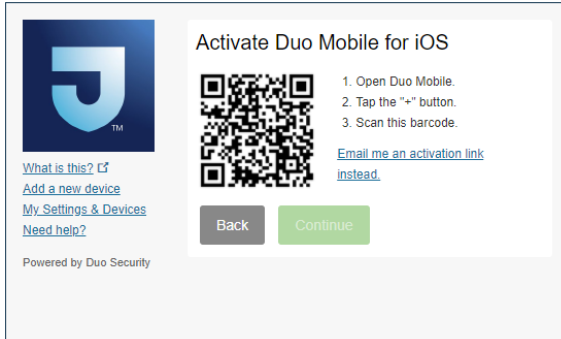 TM
What is this?
Add a new device
My Settings & Devices
Need help?
Powered by Duo Security
Activate Duo Mobile for iOS
1. Open Duo Mobile.
2. Tap the "+" button.
3. Scan this barcode.
Email me an activation link
instead.
Back
Continue